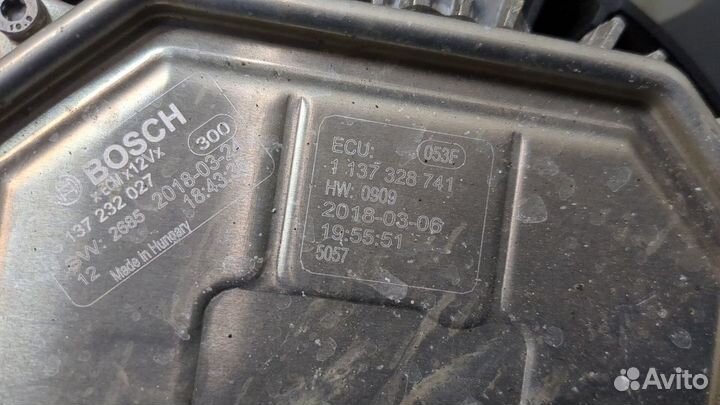 BOSCH
300
x12Vx
137 232 027
SW: 2685 2018-03-2
12
18:43:
Made in Hungary
ECU:
053F
1 137 328 741
HW: 0909
2018-03-06
19:55:51
5057
Avito